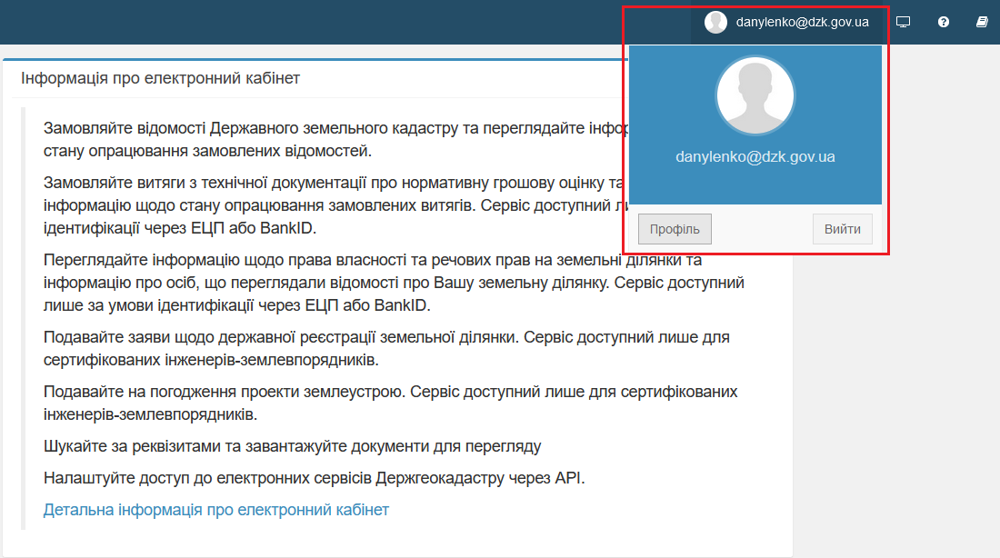 danylenko@dzk.gov.ua
Інформація про електронний кабінет
danylenko@dzk.gov.ua
Профіль
Вийти
Замовляйте відомості Державного земельного кадастру та переглядайте
стану опрацювання замовлених відомостей.
Замовляйте витяги з технічної документації про нормативну грошову оцінку та
інформацію щодо стану опрацювання замовлених витягів. Сервіс доступний
ідентифікації через ЕЦП або BankID.
Переглядайте інформацію щодо права власності та речових прав на земельні ділянки та
інформацію про осіб, що переглядали відомості про Вашу земельну ділянку. Сервіс доступний
лише за умови ідентифікації через ЕЦП або BankID.
Подавайте заяви щодо державної реєстрації земельної ділянки. Сервіс доступний лише для
сертифікованих інженерів-землевпорядників.
Подавайте на погодження проекти землеустрою. Сервіс доступний лише для сертифікованих
інженерів-землевпорядників.
Шукайте за реквізитами та завантажуйте документи для перегляду
Налаштуйте доступ до електронних сервісів Держгеокадастру через API.
Детальна інформація про електронний кабінет